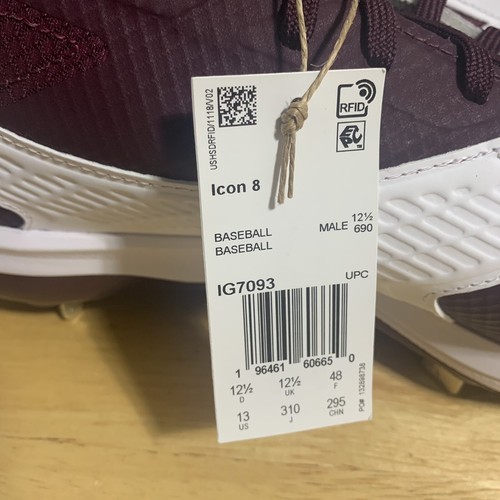 USHSDRFID/1118/V02
RFID
EPC
Icon 8
BASEBALL
BASEBALL
MALE 12½
690
IG7093
UPC
1 96461 60665 0
12½ 12½ 48
D UK F
13 310 295
US J CHN